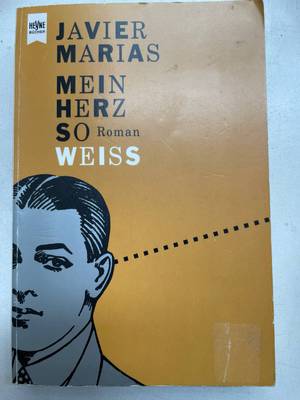 HEYNE
BÜCHER
JAVIER
MARIAS
MEIN
HERZ
SO Roman
WEISS